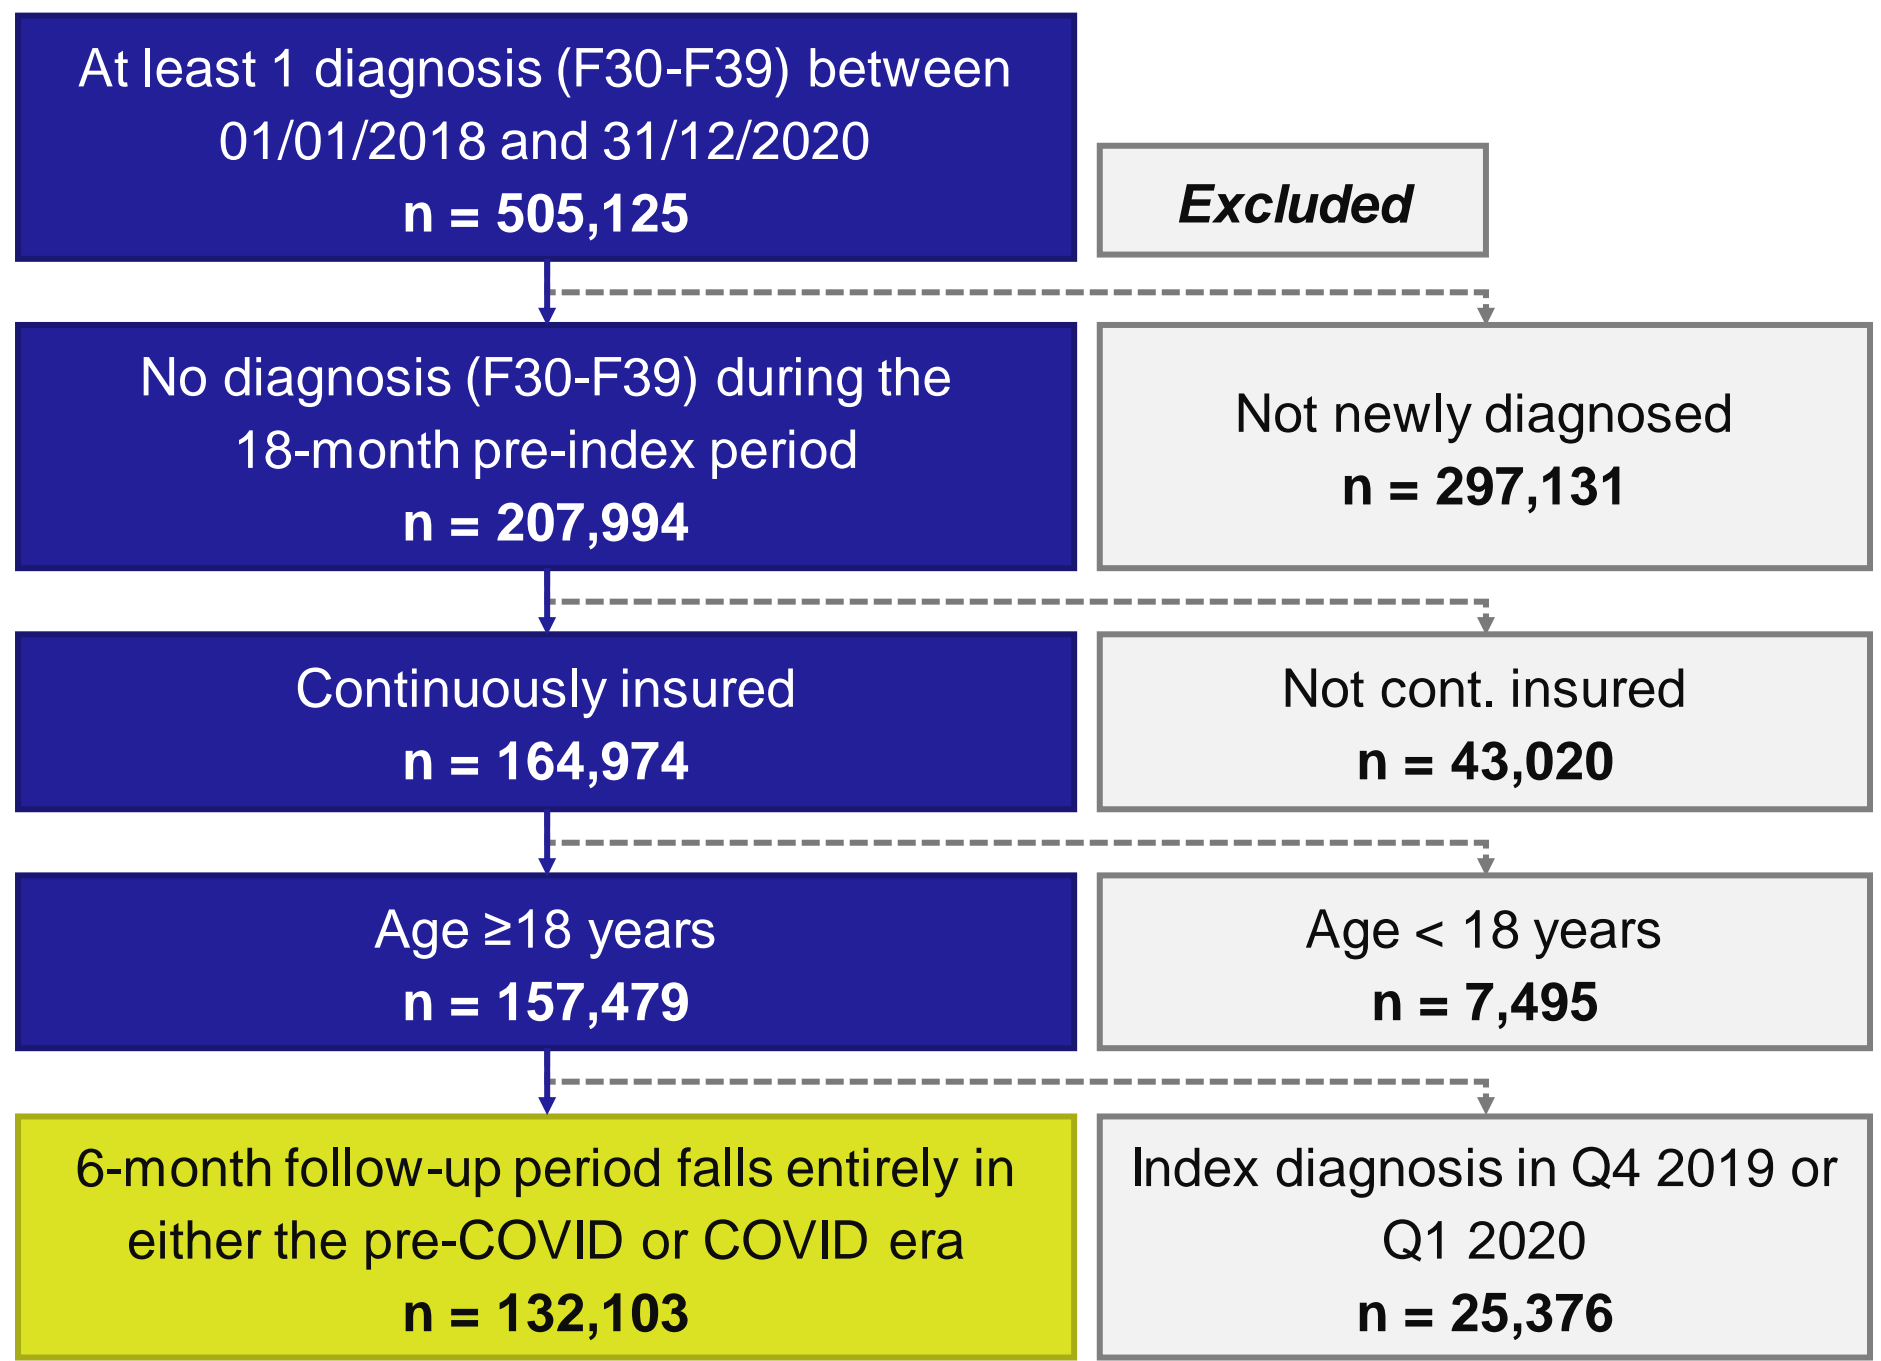 At least 1 diagnosis (F30-F39) between
01/01/2018 and 31/12/2020
n = 505,125
Excluded
No diagnosis (F30-F39) during the
18-month pre-index period
n = 207,994
Not newly diagnosed
n = 297,131
Continuously insured
n = 164,974
Not cont. insured
n = 43,020
Age ≥18 years
n = 157,479
Age < 18 years
n = 7,495
6-month follow-up period falls entirely in
either the pre-COVID or COVID era
n = 132,103
Index diagnosis in Q4 2019 or
Q1 2020
n = 25,376